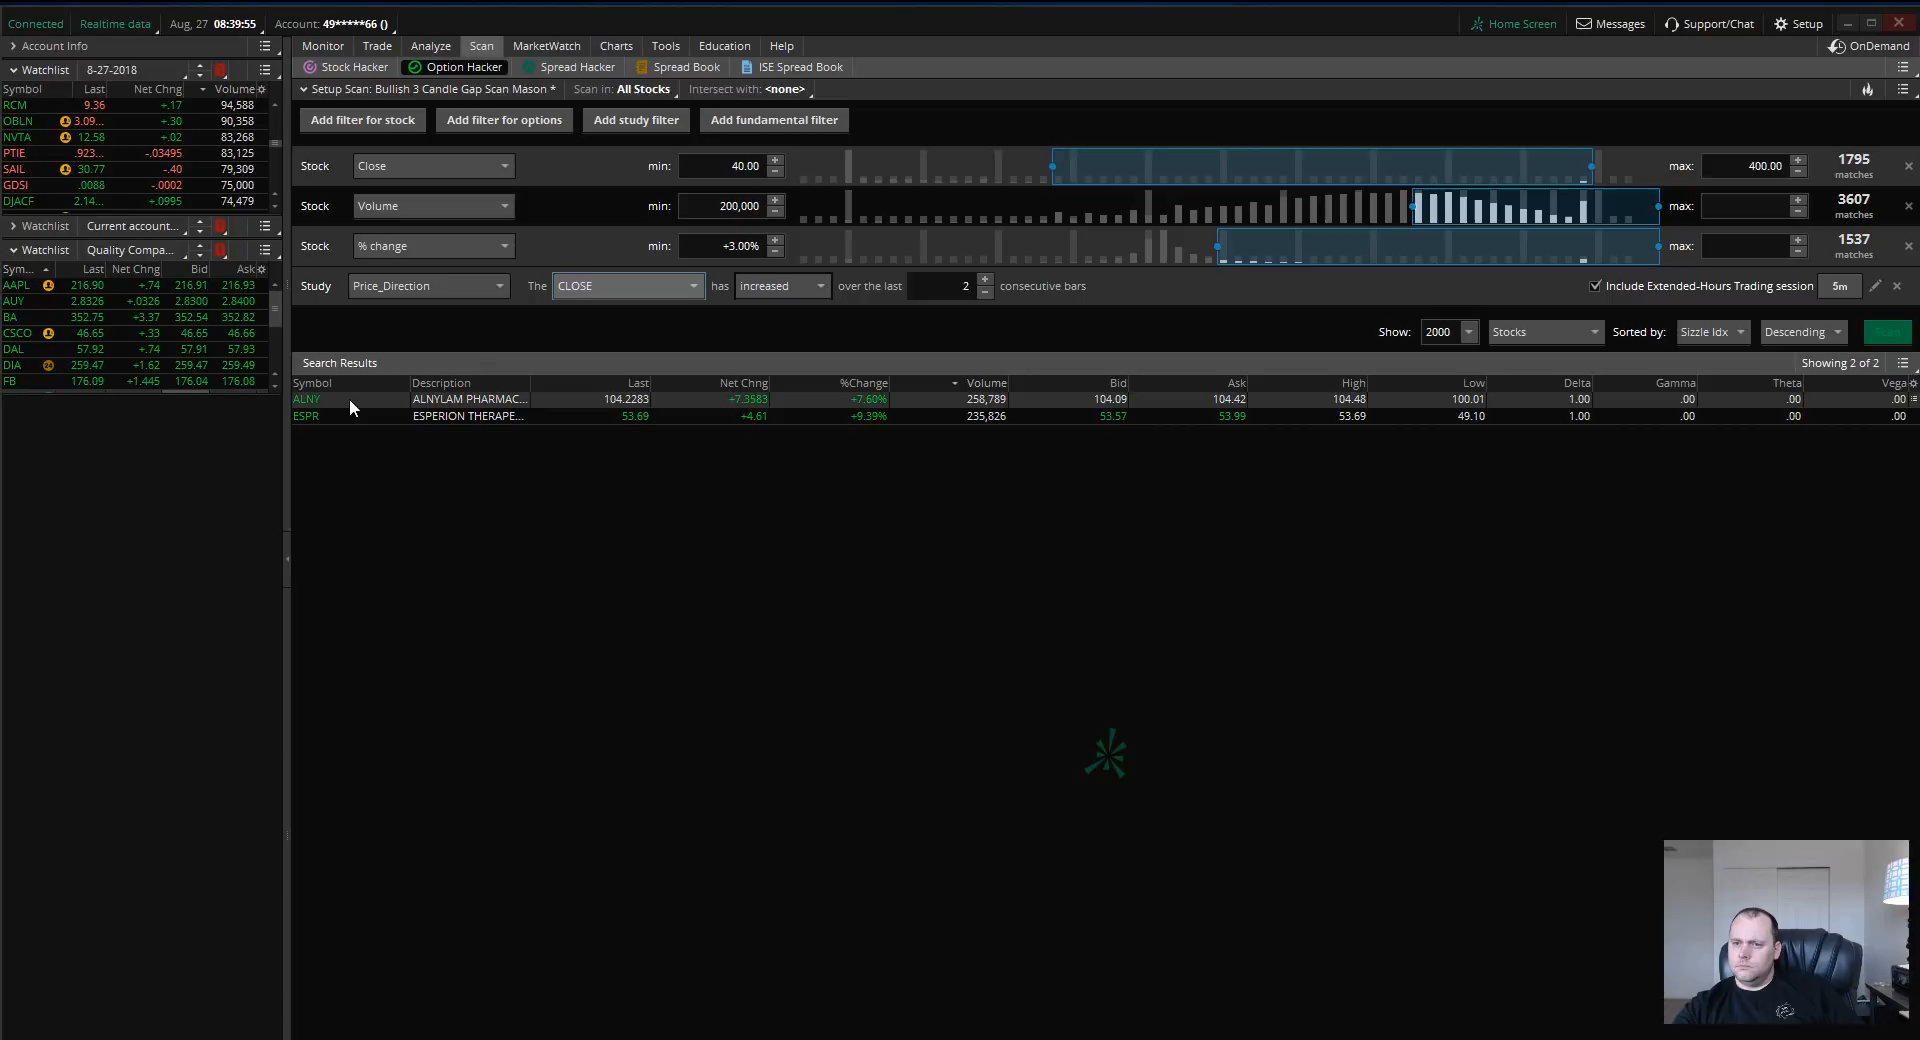 Connected Realtime data Aug, 27 08:39:55 Account: 49*****66 () Home Screen Messages Support/Chat Setup
Account Info Monitor Trade Analyze Scan MarketWatch Charts Tools Education Help OnDemand
Watchlist 8-27-2018 Stock Hacker Option Hacker Spread Hacker Spread Book ISE Spread Book
Symbol Last Net Chng Volume Setup Scan: Bullish 3 Candle Gap Scan Mason * Scan in: All Stocks Intersect with: <none>
RCM 9.36 +.17 94,588
OBLN 3.09... +.30 90,358 Add filter for stock Add filter for options Add study filter Add fundamental filter
NVTA 12.58 +.02 83,268
PTIE .923... -.03495 83,125
SAIL 30.77 -.40 79,309 Stock Close min: 40.00 max: 400.00 1795 matches
GDSI .0088 -.0002 75,000
DJACF 2.14... +.0995 74,479 Stock Volume min: 200,000 max: 3607 matches
Watchlist Current account...
Watchlist Quality Compa... Stock % change min: +3.00% max: 1537 matches
Sym... Last Net Chng Bid Ask
AAPL 216.90 +.74 216.91 216.93 Study Price_Direction The CLOSE has increased over the last 2 consecutive bars Include Extended-Hours Trading session 5m
AUY 2.8326 +.0326 2.8300 2.8400
BA 352.75 +3.37 352.54 352.82
CSCO 46.65 +.33 46.65 46.66 Show: 2000 Stocks Sorted by: Sizzle Idx Descending
DAL 57.92 +.74 57.91 57.93
DIA 259.47 +1.62 259.47 259.49 Search Results Showing 2 of 2
FB 176.09 +1.445 176.04 176.08 Symbol Description Last Net Chng %Change Volume Bid Ask High Low Delta Gamma Theta Vega
ALNY ALNYLAM PHARMAC... 104.2283 +7.3583 +7.60% 258,789 104.09 104.42 104.48 100.01 1.00 .00 .00 .00
ESPR ESPERION THERAPE... 53.69 +4.61 +9.39% 235,826 53.57 53.99 53.69 49.10 1.00 .00 .00 .00